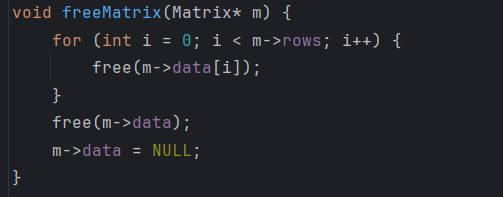 void freeMatrix(Matrix* m) {
    for (int i = 0; i < m->rows; i++) {
        free(m->data[i]);
    }
    free(m->data);
    m->data = NULL;
}